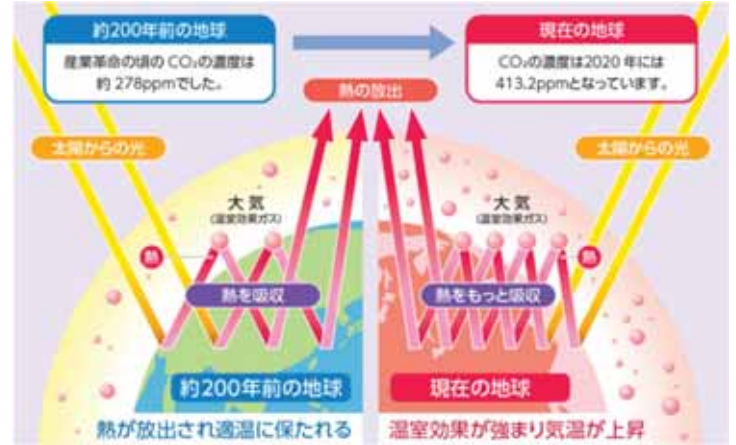 約200年前の地球
産業革命の頃の CO₂の濃度は
約 278ppmでした。
現在の地球
CO₂の濃度は2020 年には
413.2ppmとなっています。
熱の放出
太陽からの光
太陽からの光
大気
(温室効果ガス)
大気
(温室効果ガス)
熱
熱
熱を吸収
熱をもっと吸収
約200年前の地球
現在の地球
熱が放出され適温に保たれる
温室効果が強まり気温が上昇